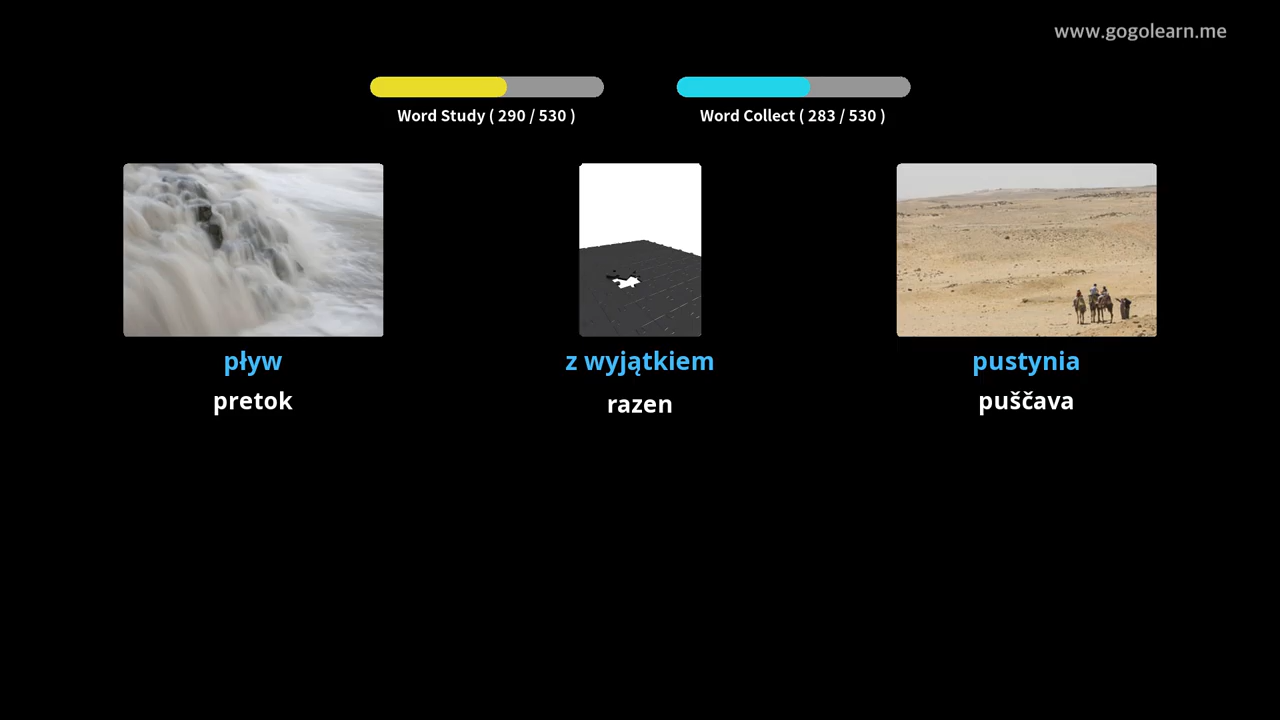 www.gogolearn.me
Word Study ( 290 / 530 )
Word Collect ( 283 / 530 )
pływ
z wyjątkiem
pustynia
pretok
razen
puščava